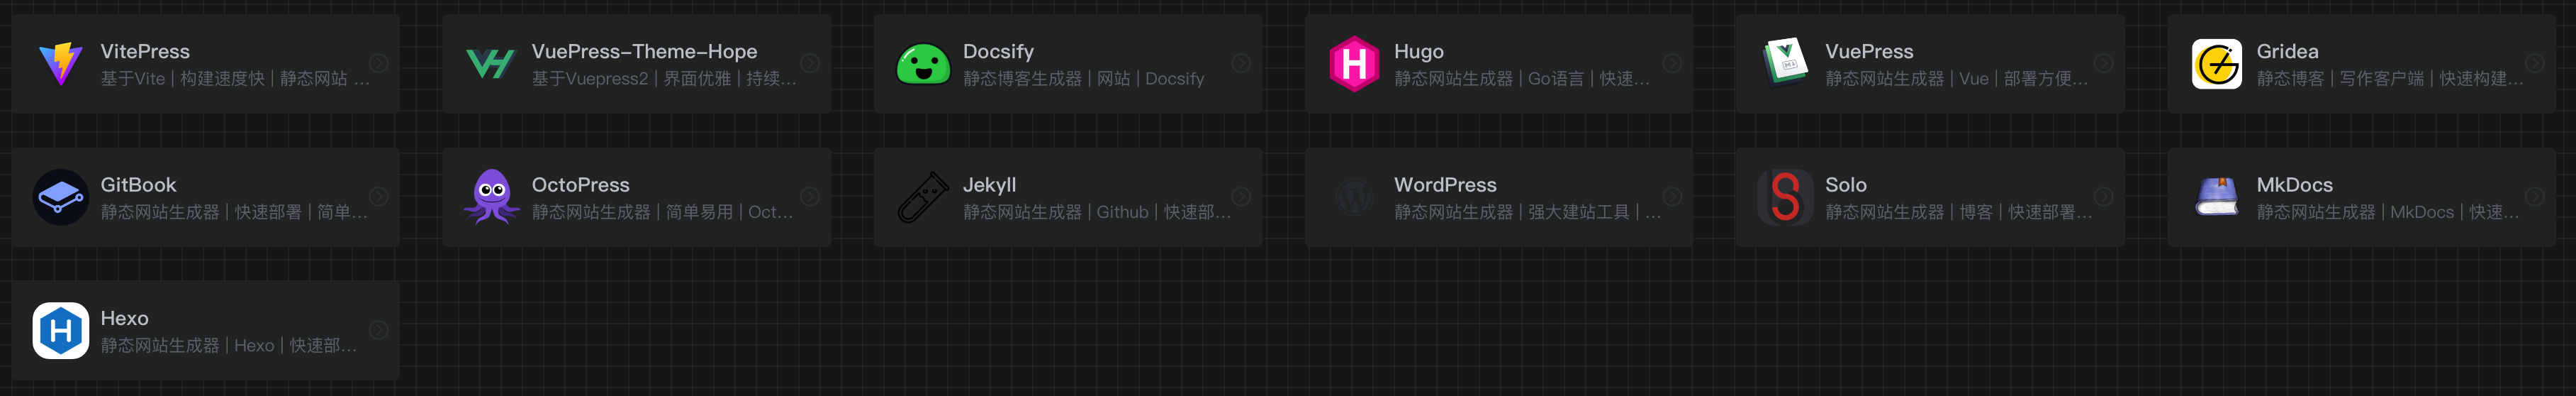 VitePress
基于Vite | 构建速度快 | 静态网站 ...
VuePress-Theme-Hope
基于Vuepress2 | 界面优雅 | 持续...
Docsify
静态博客生成器 | 网站 | Docsify
Hugo
静态网站生成器 | Go语言 | 快速...
VuePress
静态网站生成器 | Vue | 部署方便...
Gridea
静态博客 | 写作客户端 | 快速构建...
GitBook
静态网站生成器 | 快速部署 | 简单...
OctoPress
静态网站生成器 | 简单易用 | Oct...
Jekyll
静态网站生成器 | Github | 快速部...
WordPress
静态网站生成器 | 强大建站工具 | ...
Solo
静态网站生成器 | 博客 | 快速部署...
MkDocs
静态网站生成器 | MkDocs | 快速...
Hexo
静态网站生成器 | Hexo | 快速部...